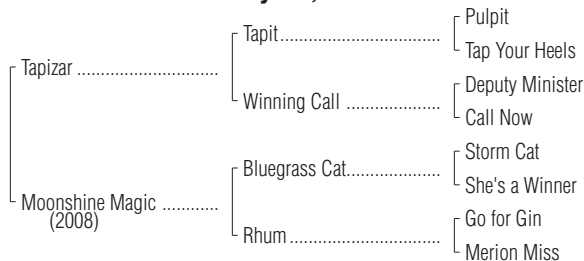 Pulpit
Tapit
Tap Your Heels
Tapizar
Deputy Minister
Winning Call
Call Now
Storm Cat
Bluegrass Cat
She's a Winner
Moonshine Magic
(2008)
Go for Gin
Rhum
Merion Miss